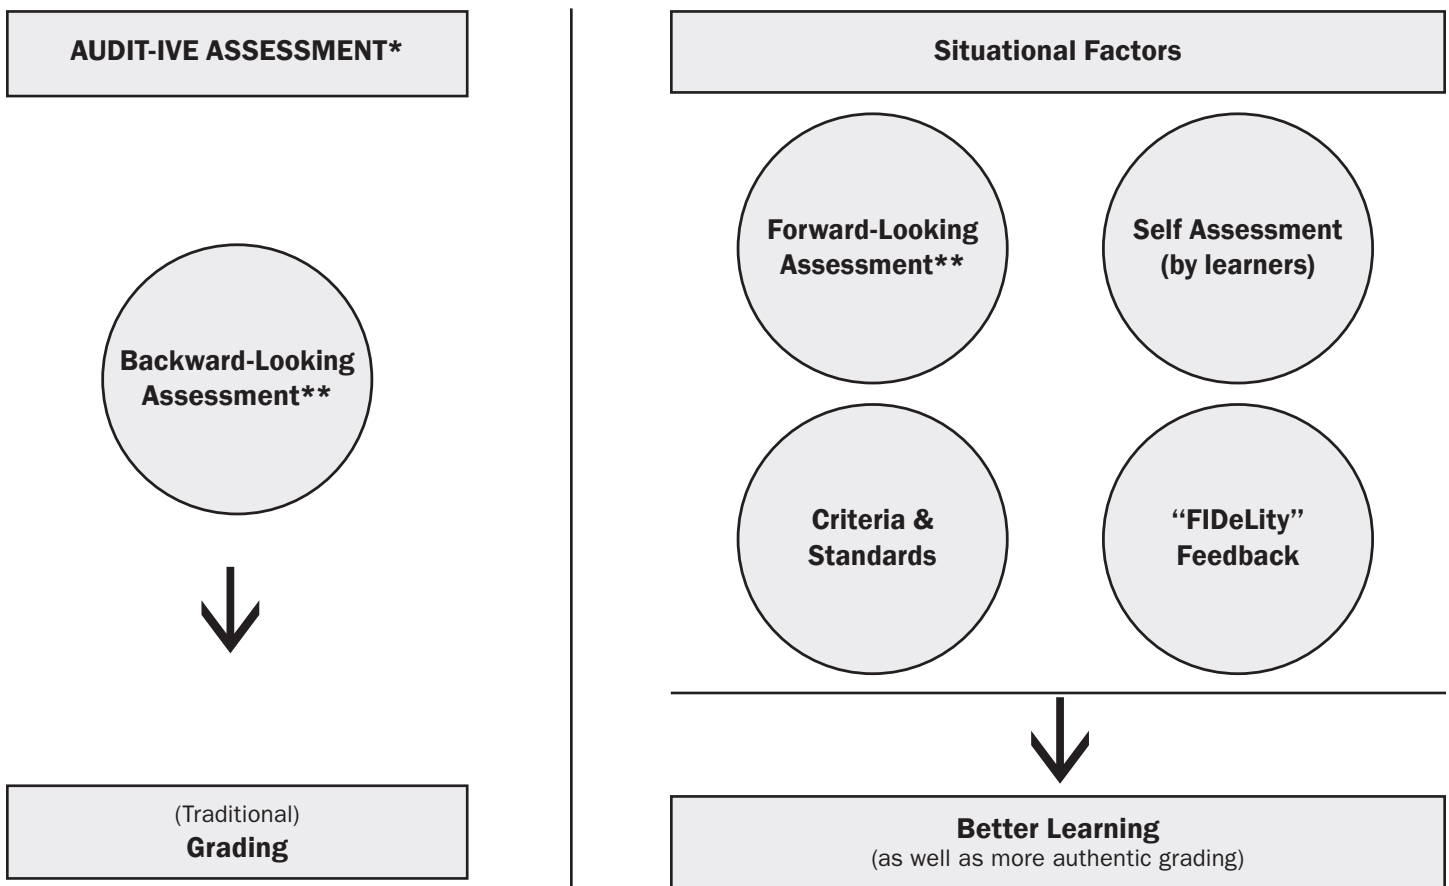 AUDIT-IVE ASSESSMENT*
Backward-Looking
Assessment**
(Traditional)
Grading
Situational Factors
Forward-Looking
Assessment**
Self Assessment
(by learners)
Criteria &
Standards
“FIDeLity”
Feedback
Better Learning
(as well as more authentic grading)